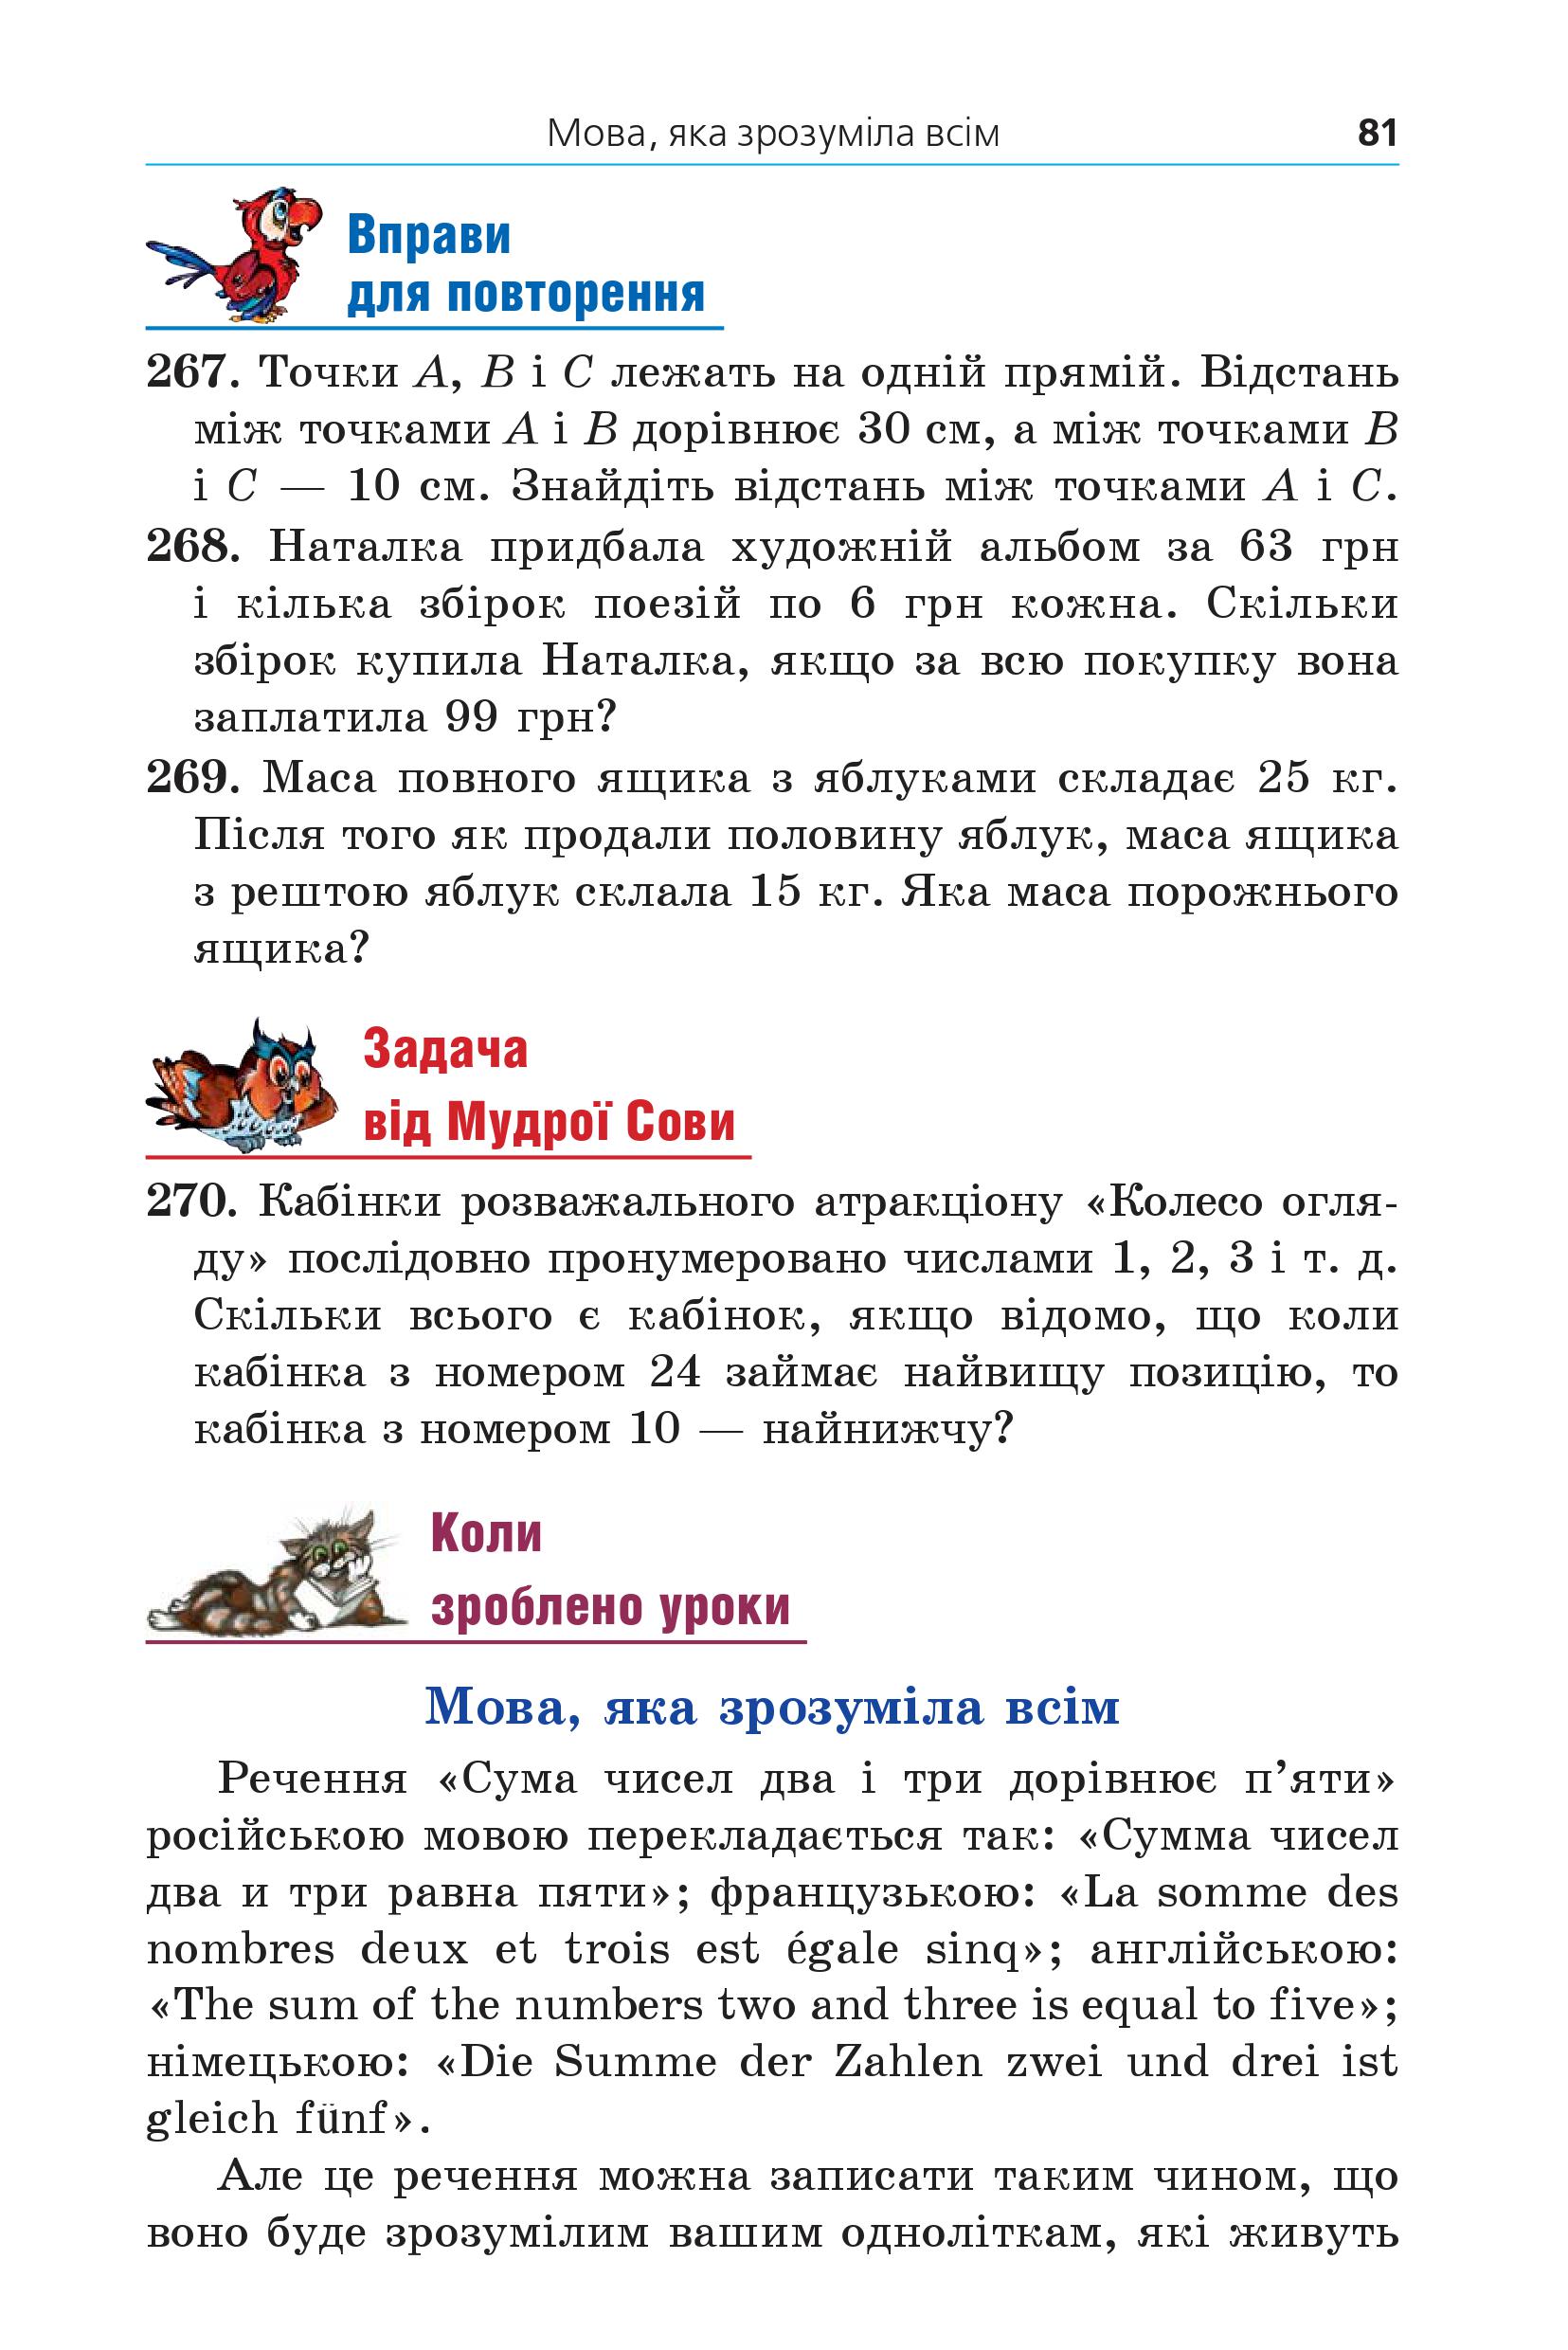 Мова, яка зрозуміла всім 81
Вправи
для повторення
267. Точки A, B і C лежать на одній прямій. Відстань
між точками A і B дорівнює 30 см, а між точками B
і C — 10 см. Знайдіть відстань між точками A і C.
268. Наталка придбала художній альбом за 63 грн
і кілька збірок поезій по 6 грн кожна. Скільки
збірок купила Наталка, якщо за всю покупку вона
заплатила 99 грн?
269. Маса повного ящика з яблуками складає 25 кг.
Після того як продали половину яблук, маса ящика
з рештою яблук склала 15 кг. Яка маса порожнього
ящика?
Задача
від Мудрої Сови
270. Кабінки розважального атракціону «Колесо огля-
ду» послідовно пронумеровано числами 1, 2, 3 і т. д.
Скільки всього є кабінок, якщо відомо, що коли
кабінка з номером 24 займає найвищу позицію, то
кабінка з номером 10 — найнижчу?
Коли
зроблено уроки
Мова, яка зрозуміла всім
Речення «Сума чисел два і три дорівнює п’яти»
російською мовою перекладається так: «Сумма чисел
два и три равна пяти»; французькою: «La somme des
nombres deux et trois est égale sinq»; англійською:
«The sum of the numbers two and three is equal to five»;
німецькою: «Die Summe der Zahlen zwei und drei ist
gleich fünf».
Але це речення можна записати таким чином, що
воно буде зрозумілим вашим одноліткам, які живуть